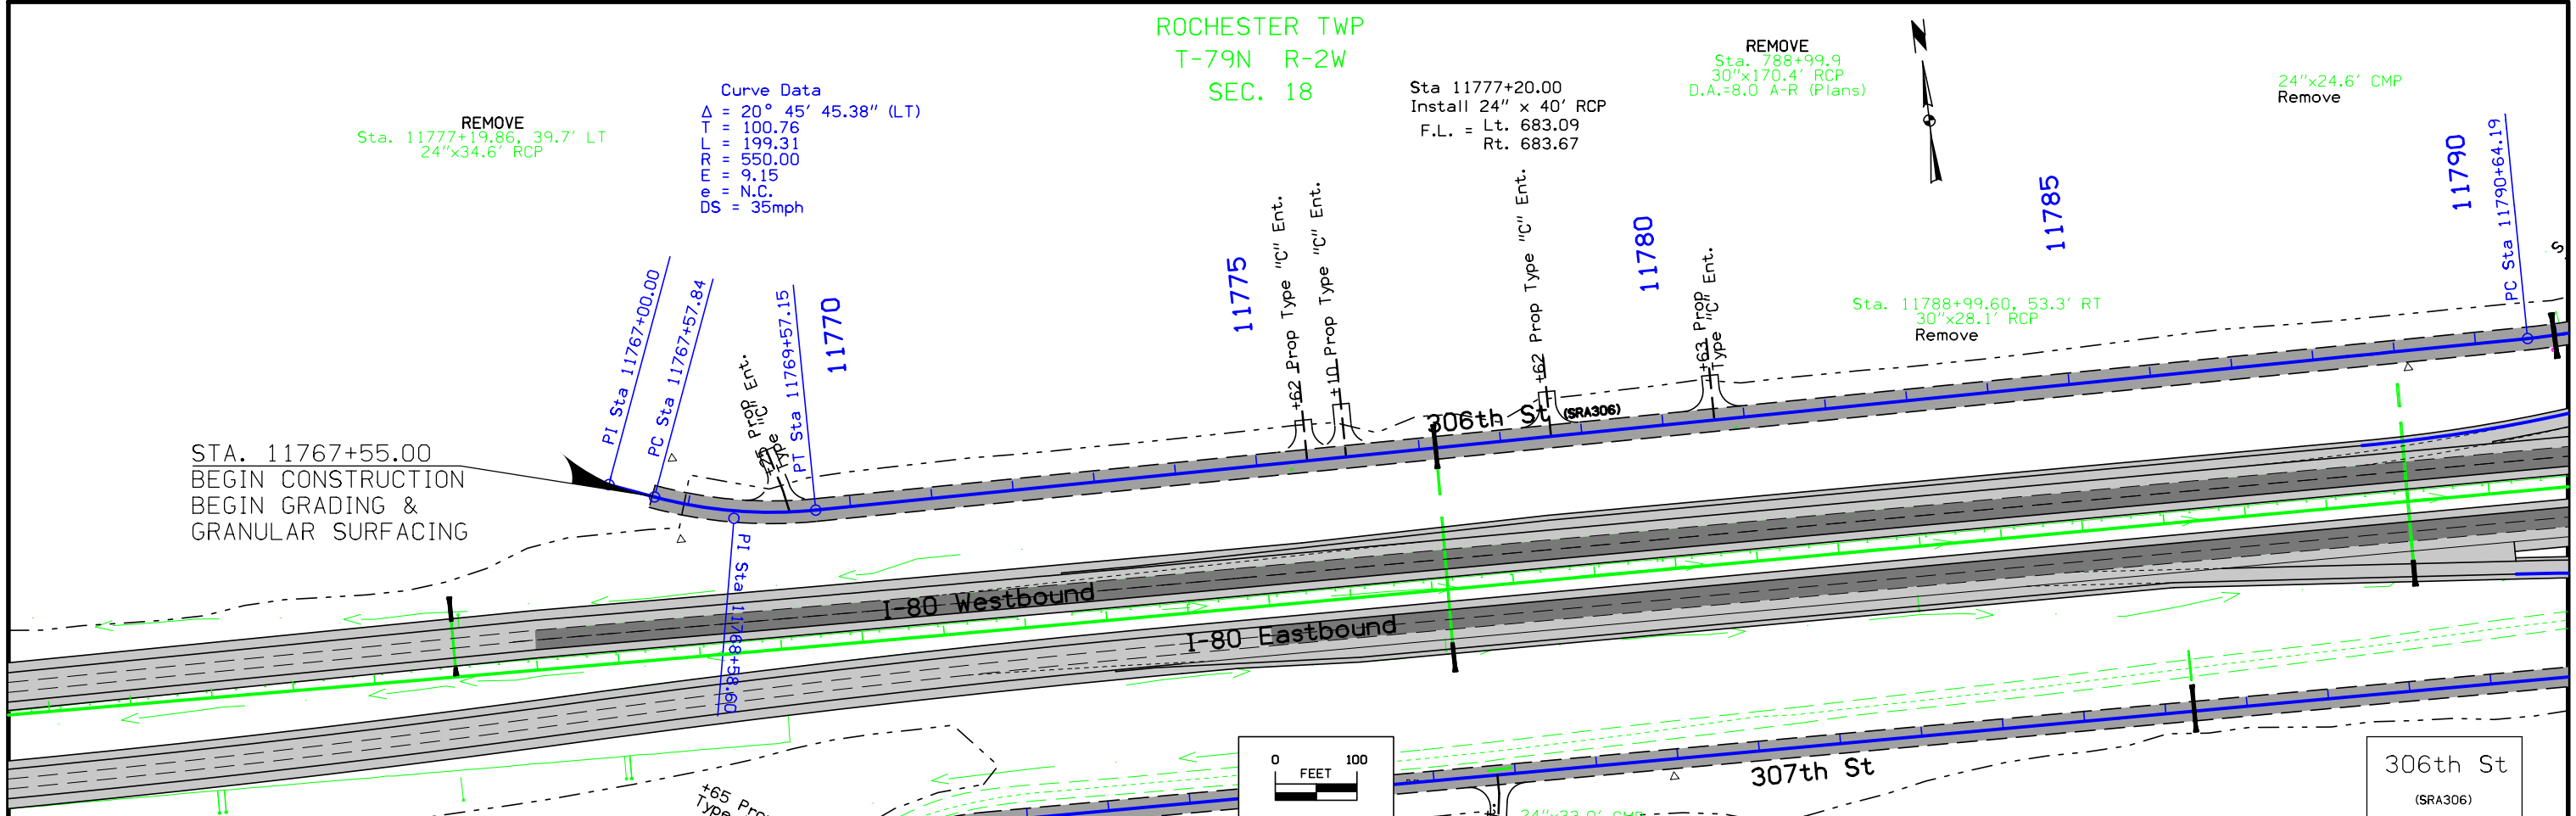 ROCHESTER TWP
T-79N R-2W
SEC. 18
REMOVE
Sta. 11777+19.86, 39.7' LT
24"x34.6' RCP
Curve Data
Δ = 20° 45' 45.38" (LT)
T = 100.76
L = 199.31
R = 550.00
E = 9.15
e = N.C.
DS = 35mph
Sta 11777+20.00
Install 24" x 40' RCP
F.L. = Lt. 683.09
Rt. 683.67
REMOVE
Sta. 788+99.9
30"x170.4' RCP
D.A.=8.0 A-R (Plans)
N
24"x24.6' CMP
Remove
PI Sta 11767+00.00
PC Sta 11767+57.84
+25 Prop
Type "C" Ent.
PT Sta 11769+57.15
11770
11775
+62 Prop Type "C" Ent.
+10 Prop Type "C" Ent.
+62 Prop Type "C" Ent.
11780
+63 Prop
Type "C" Ent.
11785
11790
PC Sta 11790+64.19
S
Sta. 11788+99.60, 53.3' RT
30"x28.1' RCP
Remove
306th St (SRA306)
STA. 11767+55.00
BEGIN CONSTRUCTION
BEGIN GRADING &
GRANULAR SURFACING
PI Sta 11768+58.60
I-80 Westbound
I-80 Eastbound
0 100
FEET
307th St
306th St
(SRA306)
+65 Pro
Type
24"x33.0' CMP